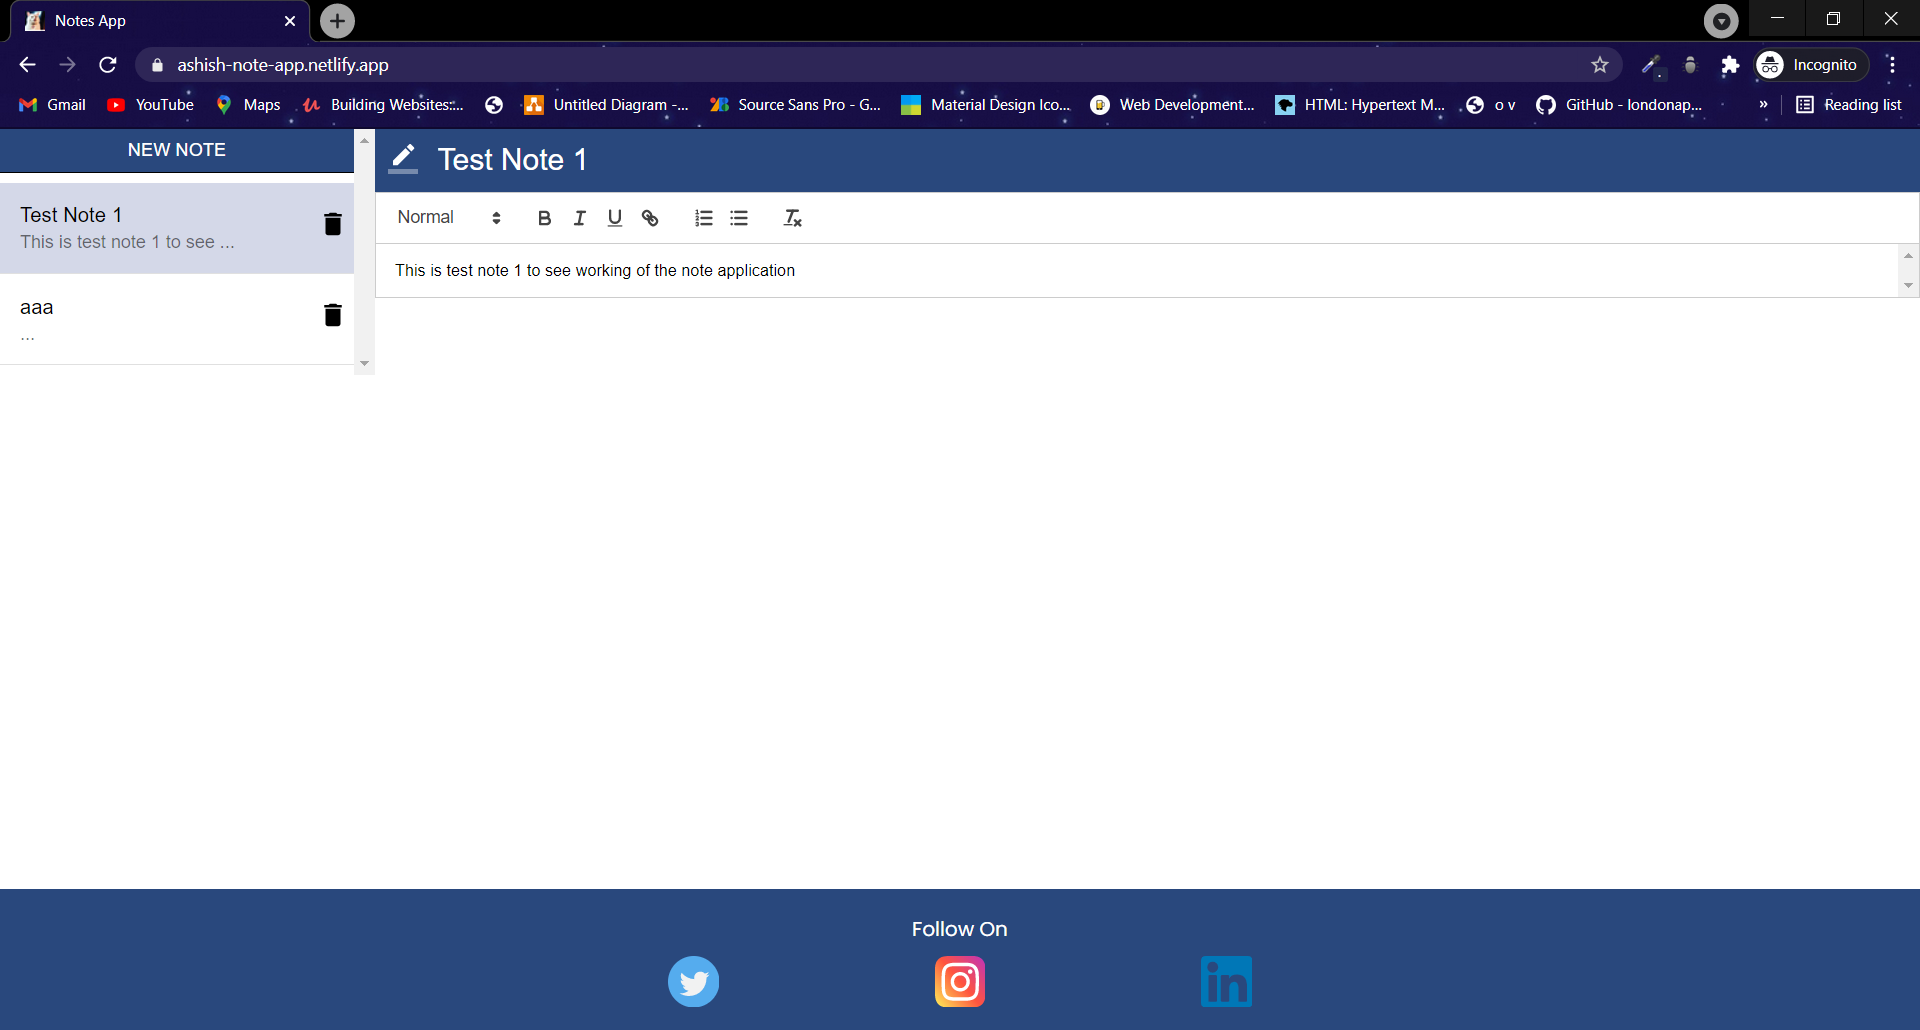 Notes App
ashish-note-app.netlify.app
Incognito
Gmail YouTube Maps Building Websites:... Untitled Diagram -... Source Sans Pro - G... Material Design Ico... Web Development... HTML: Hypertext M... o v GitHub - londonap... » Reading list
NEW NOTE
Test Note 1
This is test note 1 to see ...
aaa
...
Test Note 1
Normal B I U
This is test note 1 to see working of the note application
Follow On
in